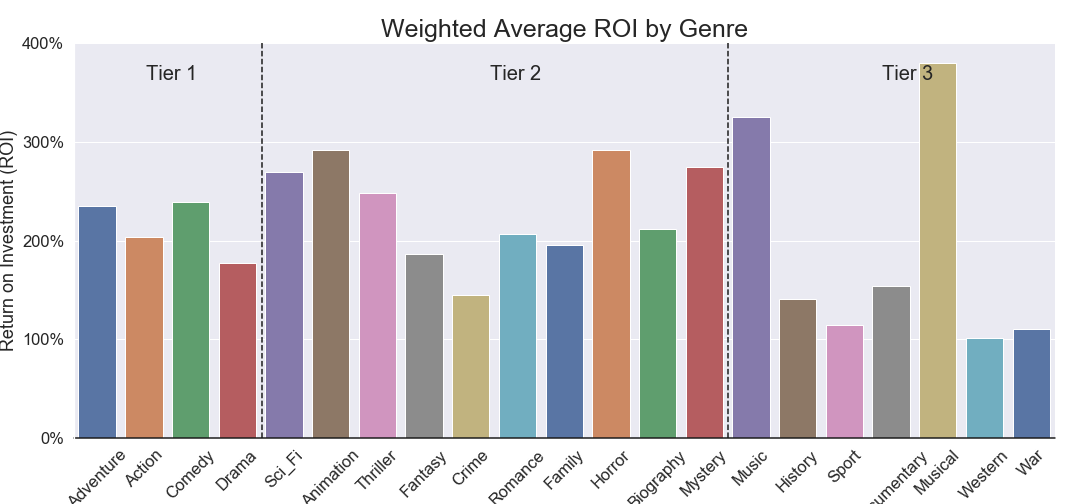 Weighted Average ROI by Genre
Return on Investment (ROI)
400%
300%
200%
100%
0%
Tier 1
Tier 2
Tier 3
Adventure
Action
Comedy
Drama
Sci_Fi
Animation
Thriller
Fantasy
Crime
Romance
Family
Horror
Biography
Mystery
Music
History
Sport
umentary
Musical
Western
War